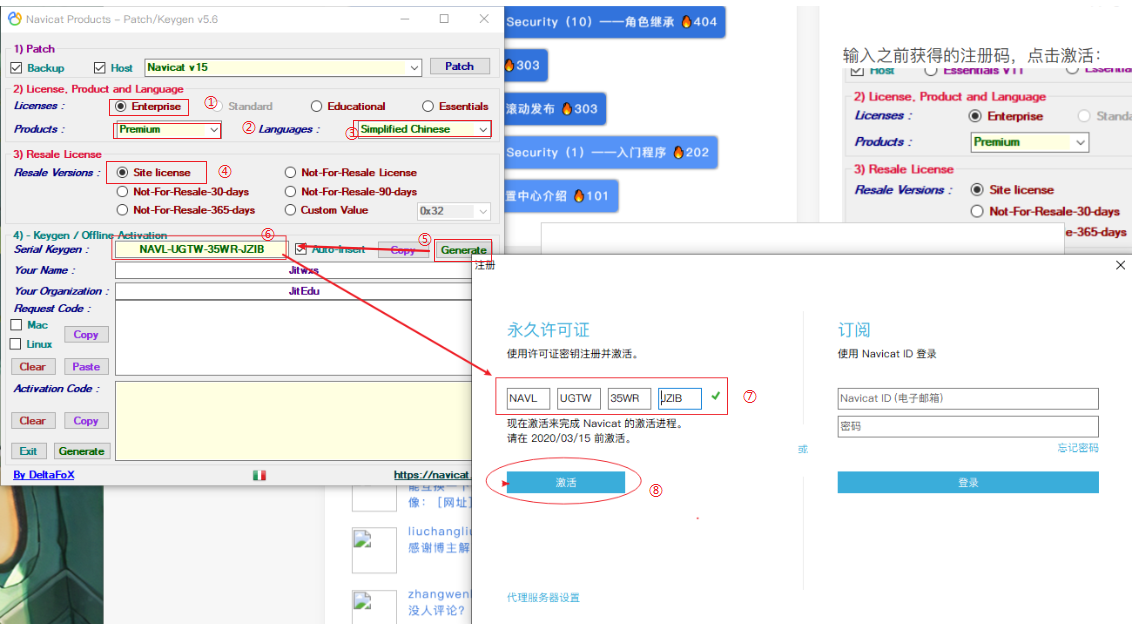 Navicat Products - Patch/Keygen v5.6
1) Patch
Backup
Host
Navicat v15
Patch
2) License, Product and Language
Licenses :
Enterprise
①
Standard
Educational
Essentials
Products :
Premium
②
Languages :
③
Simplified Chinese
3) Resale License
Resale Versions :
Site license
④
Not-For-Resale License
Not-For-Resale-30-days
Not-For-Resale-90-days
Not-For-Resale-365-days
Custom Value
0x32
4) - Keygen / Offline Activation
⑥
⑤
Serial Keygen :
NAVL-UGTW-35WR-JZIB
Auto-Insert
Copy
Generate
Your Name :
Jitwxs
Your Organization :
JitEdu
Request Code :
Mac
Linux
Copy
Clear
Paste
Activation Code :
Clear
Copy
Exit
Generate
By DeltaFoX
https://navicat.
Security（10）——角色继承 404
303
滚动发布 303
Security（1）——入门程序 202
置中心介绍 101
输入之前获得的注册码，点击激活：
Host
Essentials v11
2) License, Product and Language
Licenses :
Enterprise
Products :
Premium
3) Resale License
Resale Versions :
Site license
Not-For-Resale-30-days
e-365-days
注册
永久许可证
使用许可证密钥注册并激活。
NAVL
UGTW
35WR
JZIB
⑦
现在激活来完成 Navicat 的激活进程。
请在 2020/03/15 前激活。
激活
⑧
代理服务器设置
或
订阅
使用 Navicat ID 登录
Navicat ID (电子邮箱)
密码
忘记密码
登录
像: [网址]
感谢博主解
没人评论?